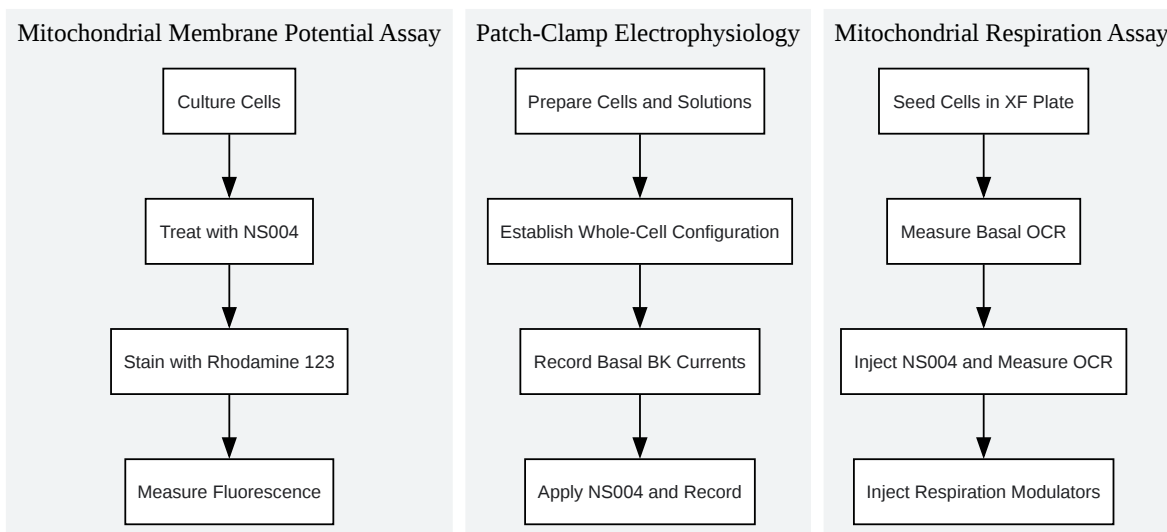 Mitochondrial Membrane Potential Assay
Culture Cells
Treat with NS004
Stain with Rhodamine 123
Measure Fluorescence
Patch-Clamp Electrophysiology
Prepare Cells and Solutions
Establish Whole-Cell Configuration
Record Basal BK Currents
Apply NS004 and Record
Mitochondrial Respiration Assay
Seed Cells in XF Plate
Measure Basal OCR
Inject NS004 and Measure OCR
Inject Respiration Modulators